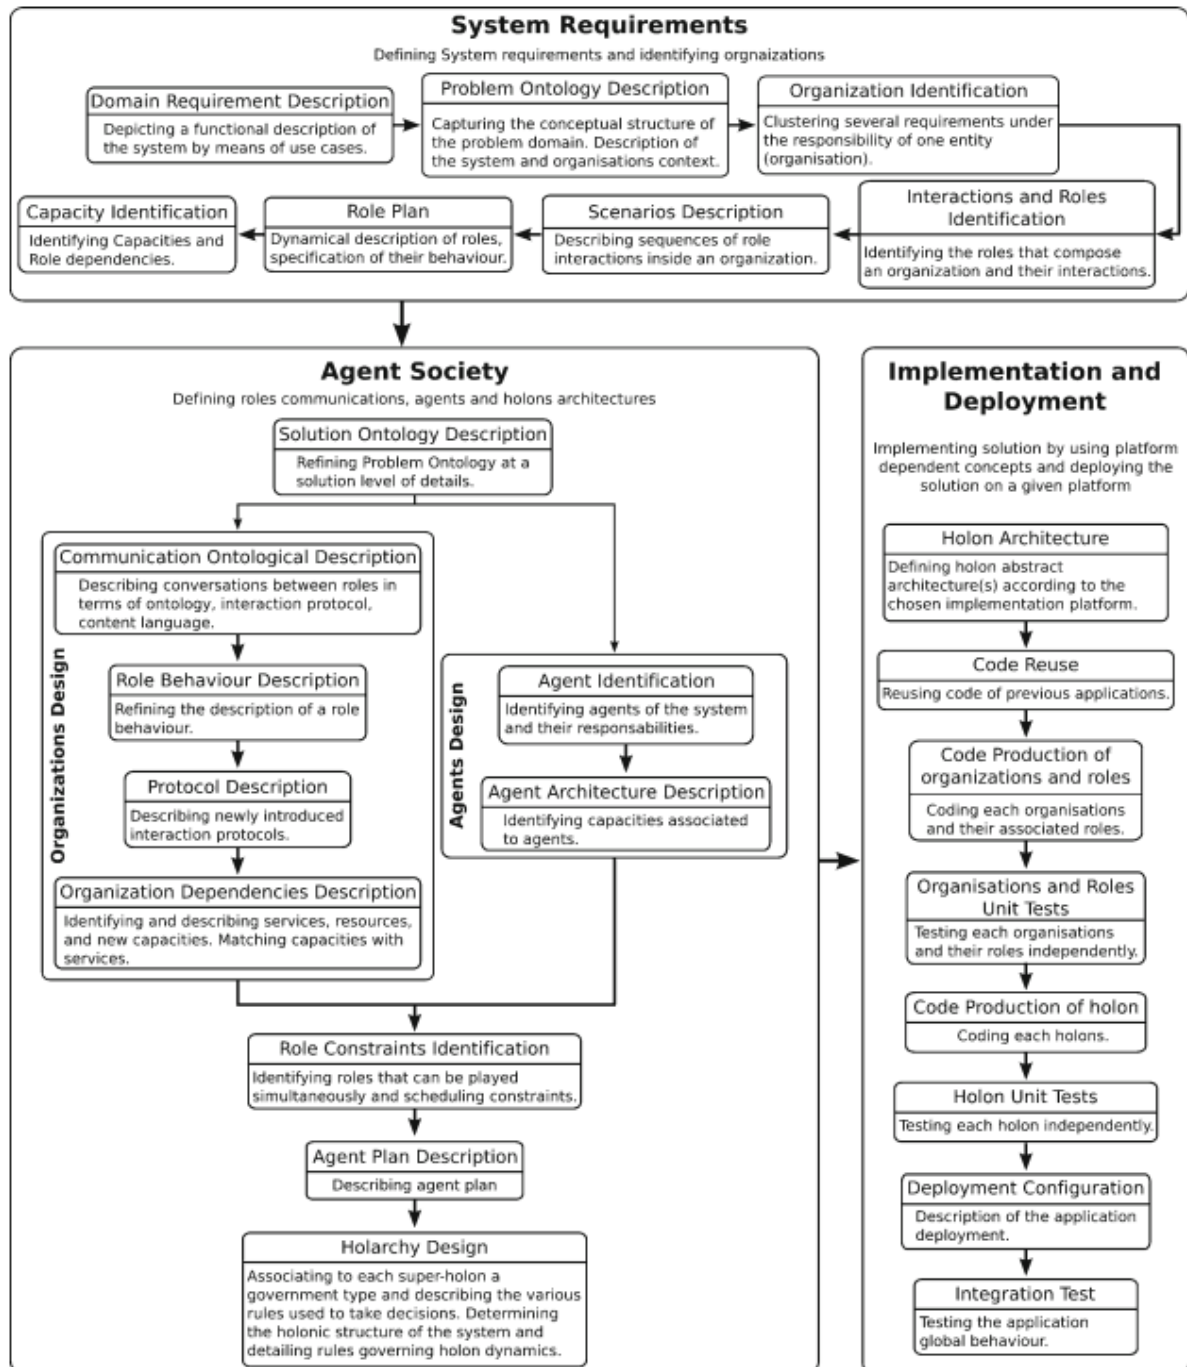 System Requirements
Defining System requirements and identifying orgnaizations
Domain Requirement Description
Depicting a functional description of
the system by means of use cases.
Problem Ontology Description
Capturing the conceptual structure of
the problem domain. Description of
the system and organisations context.
Organization Identification
Clustering several requirements under
the responsibility of one entity
(organisation).
Interactions and Roles
Identification
Identifying the roles that compose
an organization and their interactions.
Scenarios Description
Describing sequences of role
interactions inside an organization.
Role Plan
Dynamical description of roles,
specification of their behaviour.
Capacity Identification
Identifying Capacities and
Role dependencies.
Agent Society
Defining roles communications, agents and holons architectures
Solution Ontology Description
Refining Problem Ontology at a
solution level of details.
Organizations Design
Communication Ontological Description
Describing conversations between roles in
terms of ontology, interaction protocol,
content language.
Role Behaviour Description
Refining the description of a role
behaviour.
Protocol Description
Describing newly introduced
interaction protocols.
Organization Dependencies Description
Identifying and describing services, resources,
and new capacities. Matching capacities with
services.
Agents Design
Agent Identification
Identifying agents of the system
and their responsabilities.
Agent Architecture Description
Identifying capacities associated
to agents.
Role Constraints Identification
Identifying roles that can be played
simultaneously and scheduling constraints.
Agent Plan Description
Describing agent plan
Holarchy Design
Associating to each super-holon a
government type and describing the various
rules used to take decisions. Determining
the holonic structure of the system and
detailing rules governing holon dynamics.
Implementation and
Deployment
Implementing solution by using platform
dependent concepts and deploying the
solution on a given platform
Holon Architecture
Defining holon abstract
architecture(s) according to the
chosen implementation platform.
Code Reuse
Reusing code of previous applications.
Code Production of
organizations and roles
Coding each organisations
and their associated roles.
Organisations and Roles
Unit Tests
Testing each organisations
and their roles independently.
Code Production of holon
Coding each holons.
Holon Unit Tests
Testing each holon independently.
Deployment Configuration
Description of the application
deployment.
Integration Test
Testing the application
global behaviour.